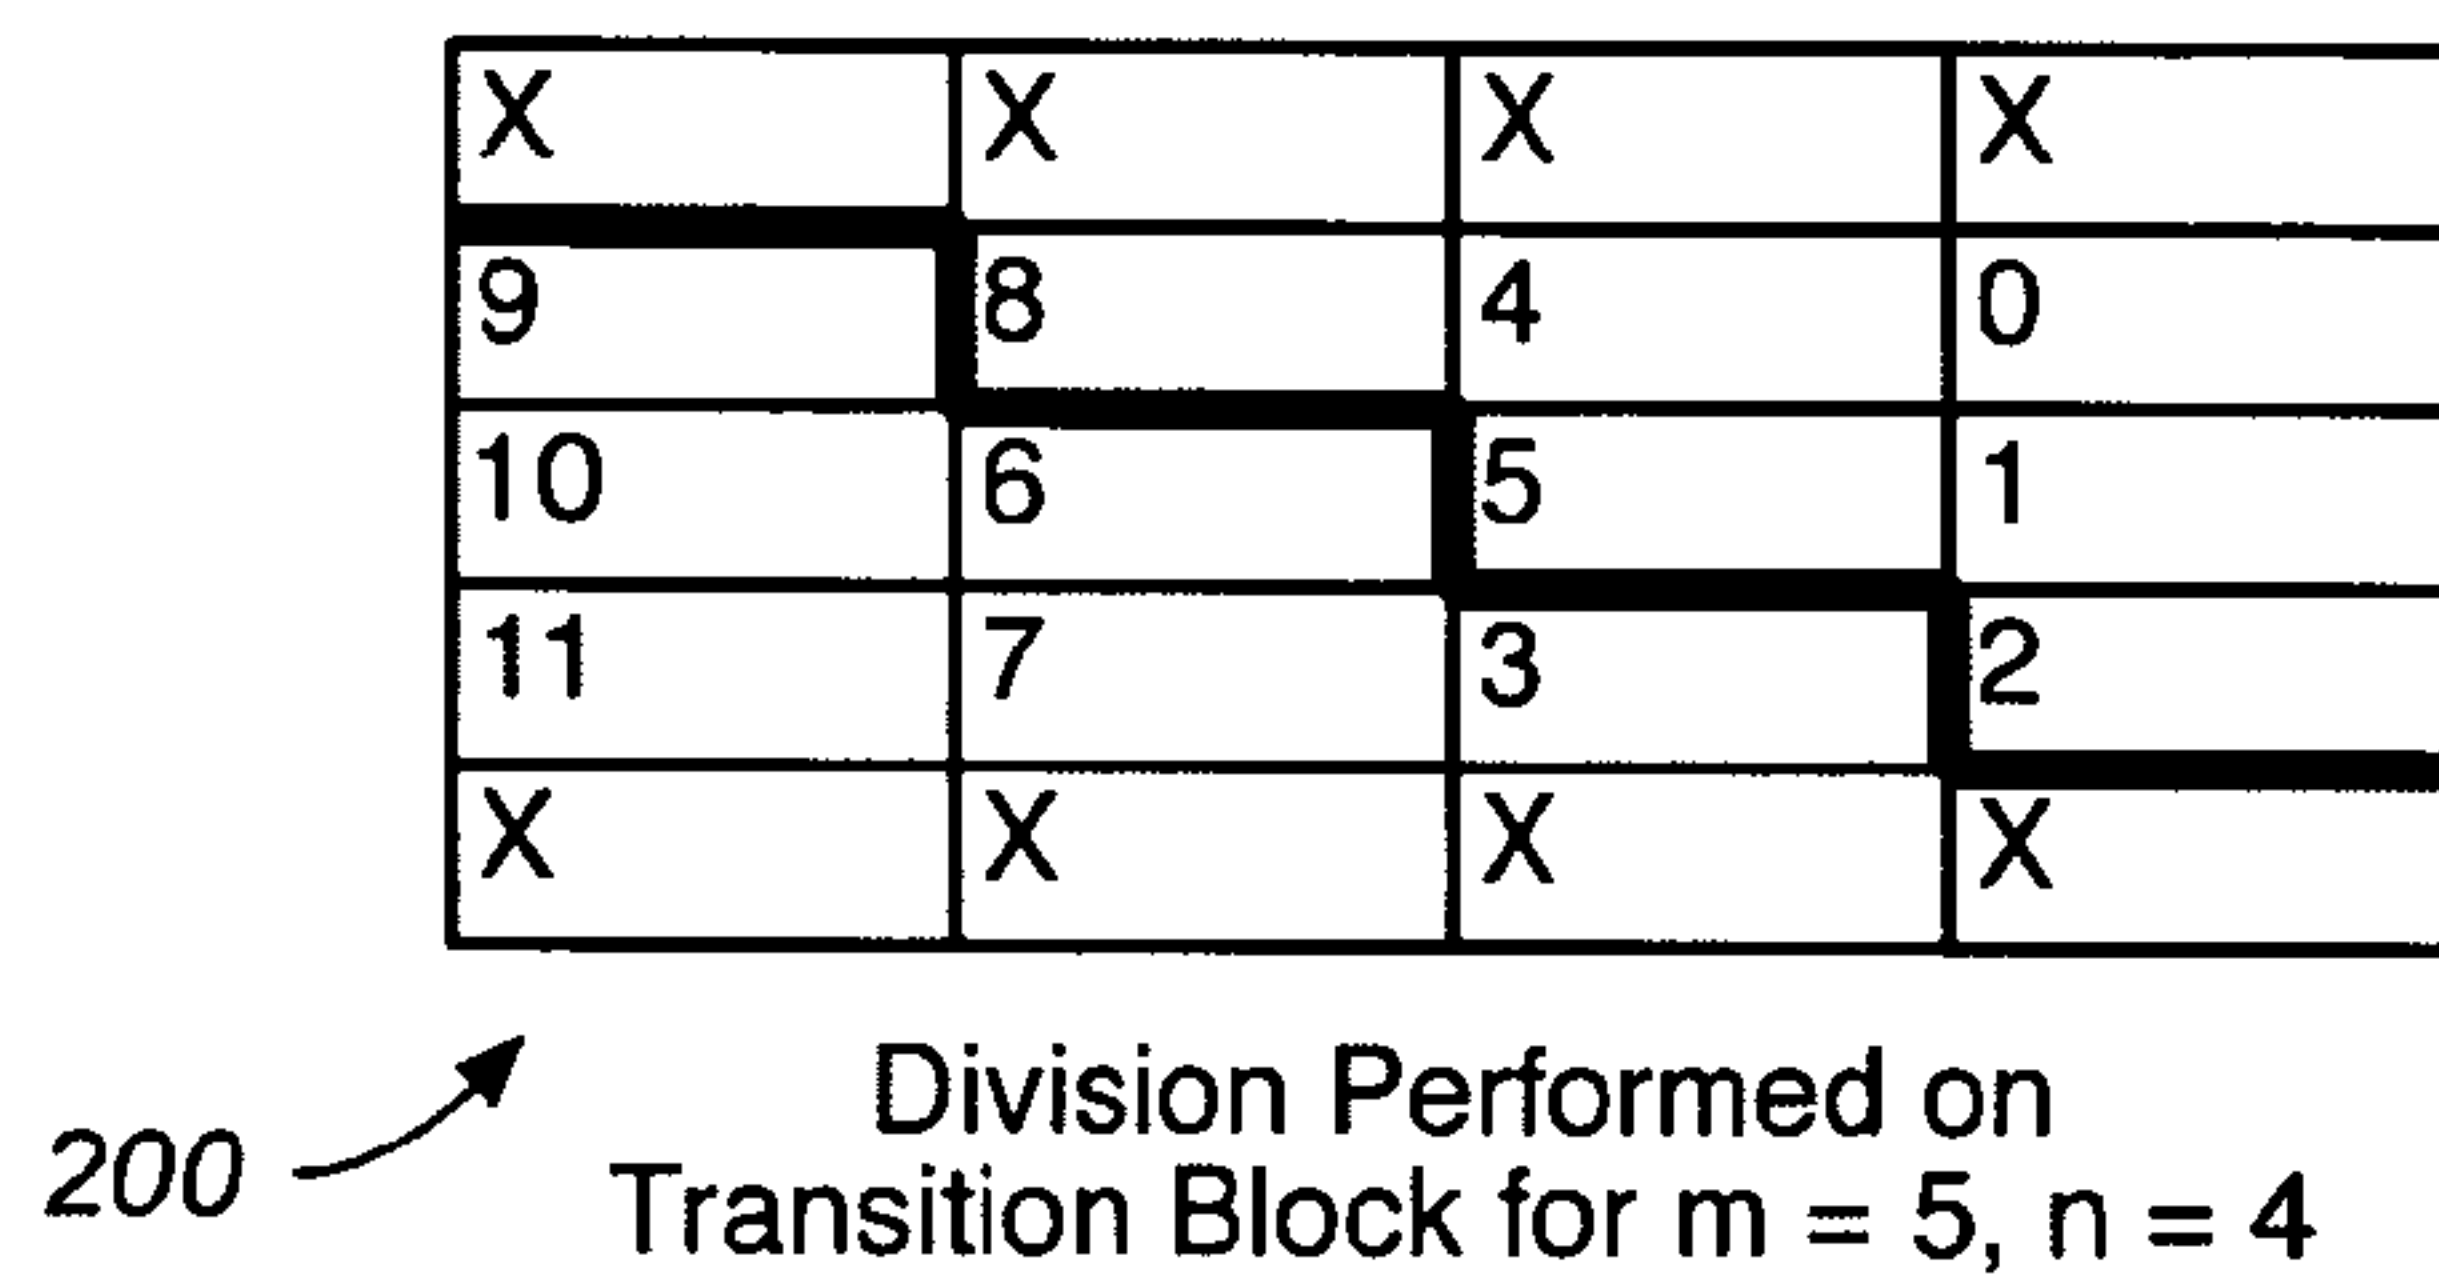 X X X X
9 8 4 0
10 6 5 1
11 7 3 2
X X X X
200
Division Performed on
Transition Block for m = 5, n = 4